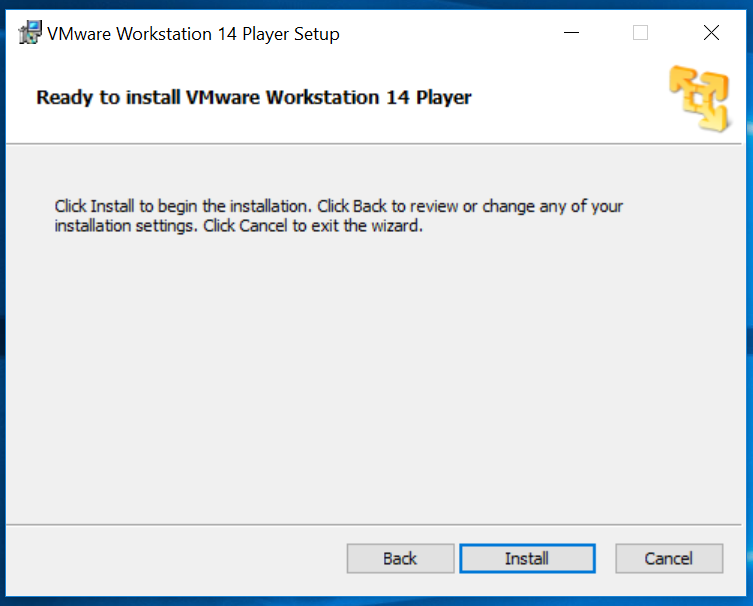 VMware Workstation 14 Player Setup
Ready to install VMware Workstation 14 Player
Click Install to begin the installation. Click Back to review or change any of your
installation settings. Click Cancel to exit the wizard.
Back Install Cancel